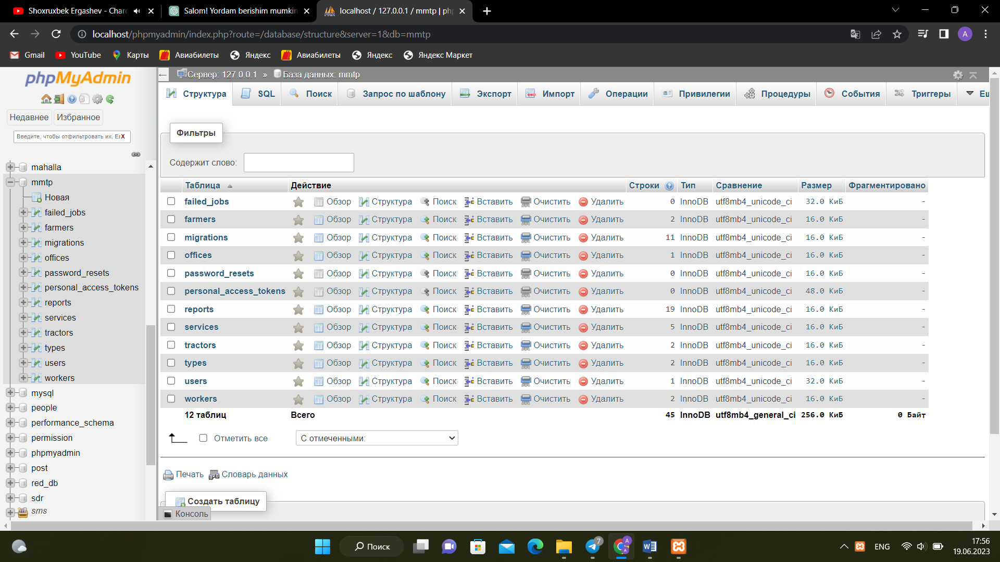 Shoxruxbek Ergashev - Charc
Salom! Yordam berishim mumkin
localhost / 127.0.0.1 / mmtp | php
localhost/phpmyadmin/index.php?route=/database/structure&server=1&db=mmtp
A
Gmail YouTube Карты Авиабилеты Яндекс Авиабилеты Яндекс Яндекс Маркет
phpMyAdmin
Недавнее Избранное
Введите, чтобы отфильтровать их, Er X
mahalla
mmtp
Новая
failed_jobs
farmers
migrations
offices
password_resets
personal_access_tokens
reports
services
tractors
types
users
workers
mysql
people
performance_schema
permission
phpmyadmin
post
red_db
sdr
sms
Сервер: 127.0.0.1 » База данных: mmtp
Структура SQL Поиск Запрос по шаблону Экспорт Импорт Операции Привилегии Процедуры События Триггеры Ещ
Фильтры
Содержит слово:
Таблица Действие Строки Тип Сравнение Размер Фрагментировано
failed_jobs Обзор Структура Поиск Вставить Очистить Удалить 0 InnoDB utf8mb4_unicode_ci 32.0 КиБ -
farmers Обзор Структура Поиск Вставить Очистить Удалить 2 InnoDB utf8mb4_unicode_ci 16.0 КиБ -
migrations Обзор Структура Поиск Вставить Очистить Удалить 11 InnoDB utf8mb4_unicode_ci 16.0 КиБ -
offices Обзор Структура Поиск Вставить Очистить Удалить 1 InnoDB utf8mb4_unicode_ci 16.0 КиБ -
password_resets Обзор Структура Поиск Вставить Очистить Удалить 0 InnoDB utf8mb4_unicode_ci 16.0 КиБ -
personal_access_tokens Обзор Структура Поиск Вставить Очистить Удалить 0 InnoDB utf8mb4_unicode_ci 48.0 КиБ -
reports Обзор Структура Поиск Вставить Очистить Удалить 19 InnoDB utf8mb4_unicode_ci 16.0 КиБ -
services Обзор Структура Поиск Вставить Очистить Удалить 5 InnoDB utf8mb4_unicode_ci 16.0 КиБ -
tractors Обзор Структура Поиск Вставить Очистить Удалить 2 InnoDB utf8mb4_unicode_ci 16.0 КиБ -
types Обзор Структура Поиск Вставить Очистить Удалить 2 InnoDB utf8mb4_unicode_ci 16.0 КиБ -
users Обзор Структура Поиск Вставить Очистить Удалить 1 InnoDB utf8mb4_unicode_ci 32.0 КиБ -
workers Обзор Структура Поиск Вставить Очистить Удалить 2 InnoDB utf8mb4_unicode_ci 16.0 КиБ -
12 таблиц Всего 45 InnoDB utf8mb4_general_ci 256.0 КиБ 0 Байт
Отметить все С отмеченными:
Печать Словарь данных
Создать таблицу
Консоль
Поиск
7
A
A
ENG
17:56
19.06.2023